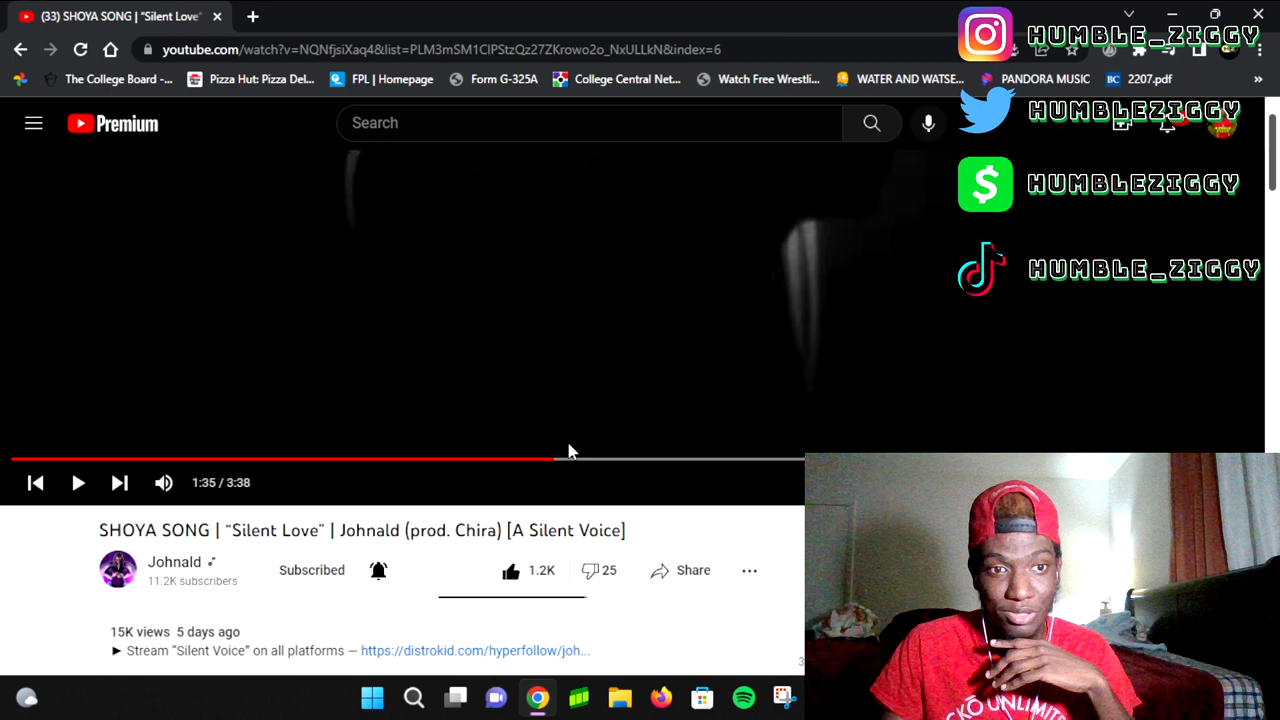 (33) SHOYA SONG | "Silent Love"
youtube.com/watch?v=NQNfjsiXaq4&list=PLM3mSM1ClPStzQz27ZKrowo2o_NxULLkN&index=6
The College Board -...
Pizza Hut: Pizza Del...
FPL | Homepage
Form G-325A
College Central Net...
Watch Free Wrestli...
WATER AND WATSE...
PANDORA MUSIC
BC 2207.pdf
HUMBLE_ZIGGY
HUMBLEZIGGY
$ HUMBLEZIGGY
HUMBLE_ZIGGY
Premium
Search
1:35 / 3:38
SHOYA SONG | “Silent Love” | Johnald (prod. Chira) [A Silent Voice]
Johnald
11.2K subscribers
Subscribed
1.2K
25
Share
15K views 5 days ago
► Stream “Silent Voice” on all platforms — https://distrokid.com/hyperfollow/joh...
CKŌ UNLIMITE